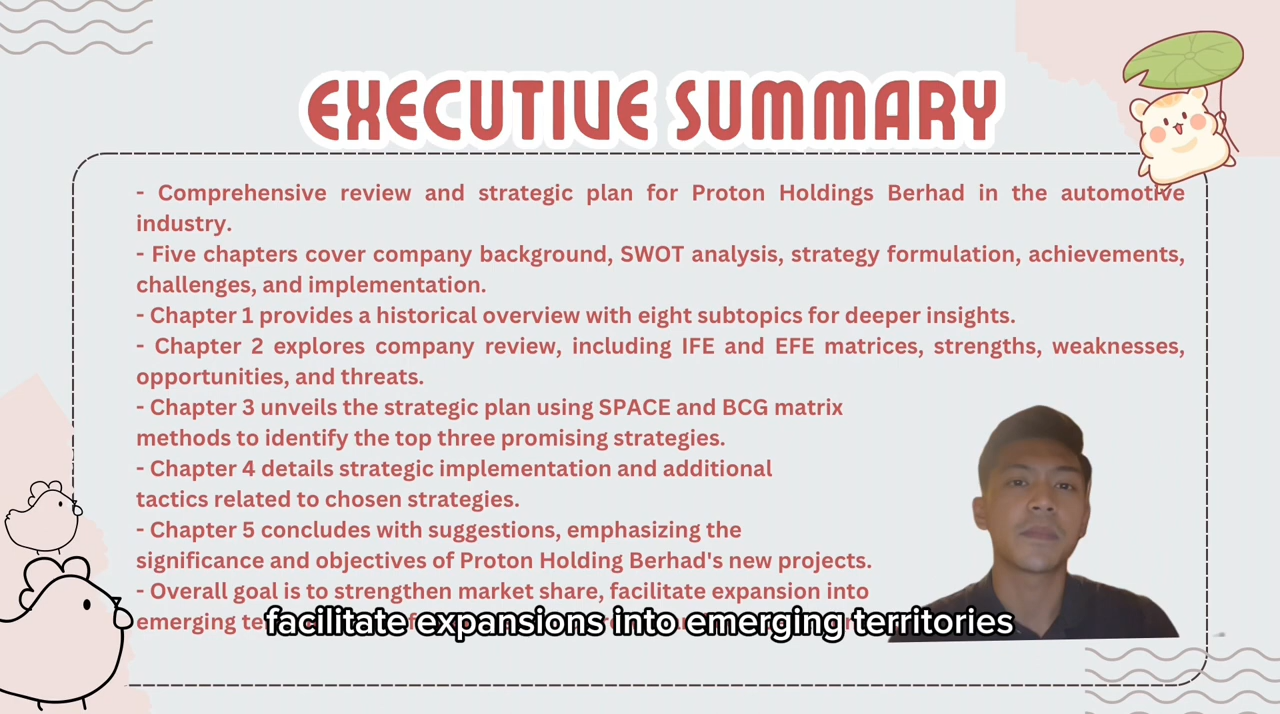 EXECUTIVE SUMMARY
- Comprehensive review and strategic plan for Proton Holdings Berhad in the automotive
industry.
- Five chapters cover company background, SWOT analysis, strategy formulation, achievements,
challenges, and implementation.
- Chapter 1 provides a historical overview with eight subtopics for deeper insights.
- Chapter 2 explores company review, including IFE and EFE matrices, strengths, weaknesses,
opportunities, and threats.
- Chapter 3 unveils the strategic plan using SPACE and BCG matrix
methods to identify the top three promising strategies.
- Chapter 4 details strategic implementation and additional
tactics related to chosen strategies.
- Chapter 5 concludes with suggestions, emphasizing the
significance and objectives of Proton Holding Berhad's new projects.
- Overall goal is to strengthen market share, facilitate expansion into
emerging
facilitate expansions into emerging territories